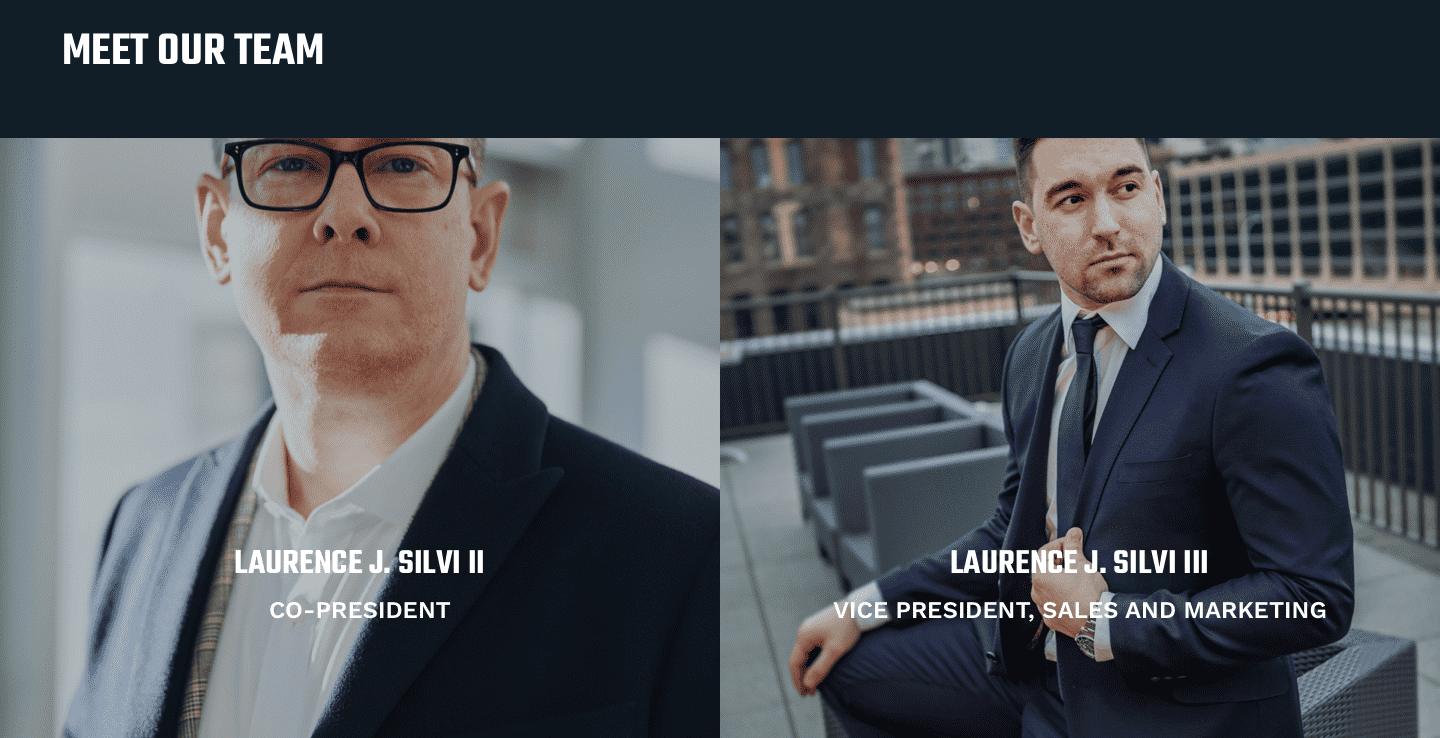 MEET OUR TEAM
LAURENCE J. SILVI II
CO-PRESIDENT
LAURENCE J. SILVI III
VICE PRESIDENT, SALES AND MARKETING